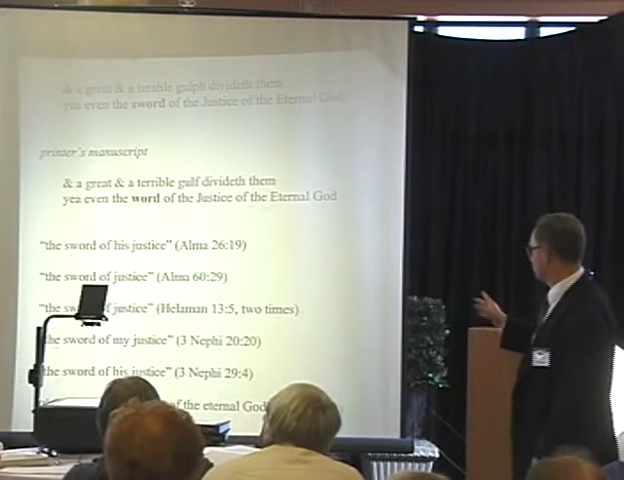 & a great & a terable gulph divideth them
yea even the sword of the Justice of the Eternal God
printer's manuscript
& a great & a terrible gulf divideth them
yea even the word of the Justice of the Eternal God
"the sword of his justice" (Alma 26:19)
"the sword of justice" (Alma 60:29)
"the sw f justice" (Helaman 13:5, two times)
the sword of my justice" (3 Nephi 20:20)
the sword of his justice" (3 Nephi 29:4)
of the eternal God